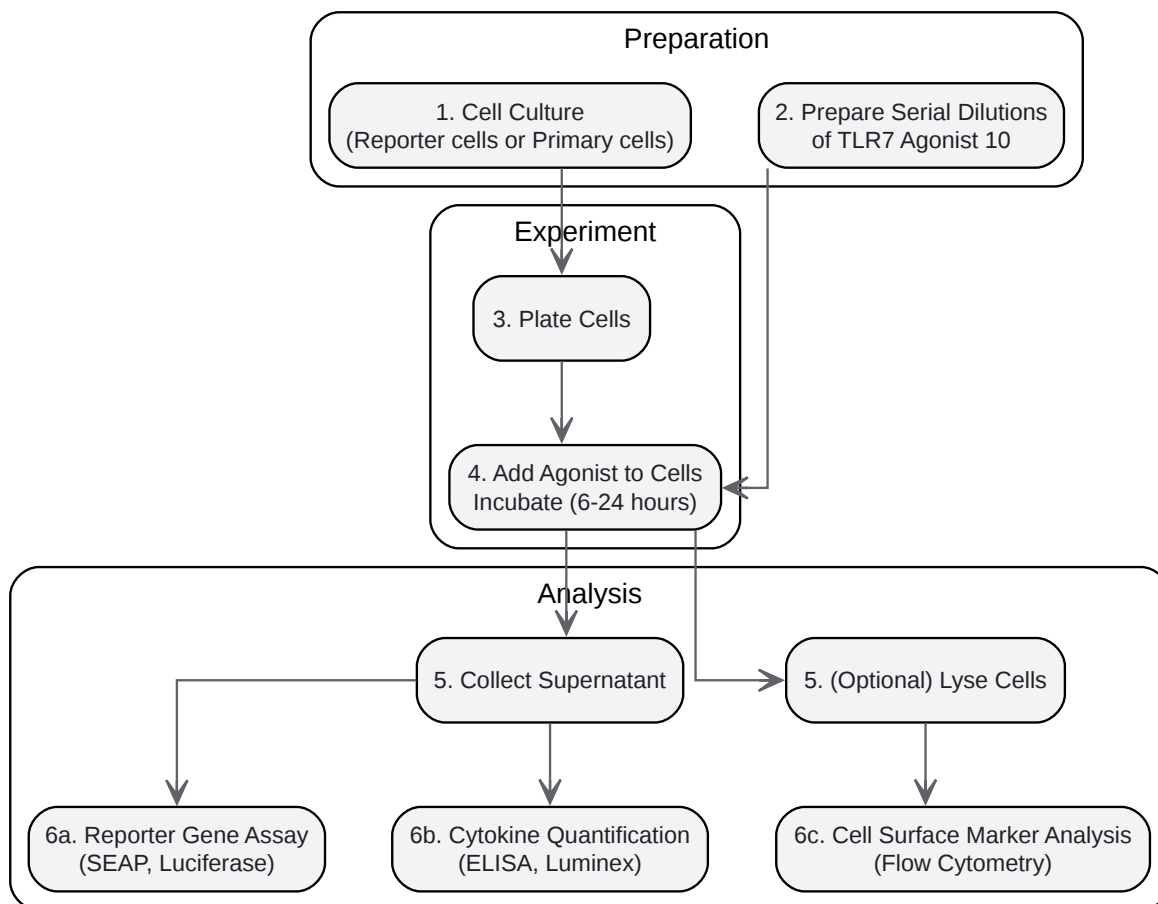 Preparation
1. Cell Culture
(Reporter cells or Primary cells)
2. Prepare Serial Dilutions
of TLR7 Agonist 10
Experiment
3. Plate Cells
4. Add Agonist to Cells
Incubate (6-24 hours)
Analysis
5. Collect Supernatant
5. (Optional) Lyse Cells
6a. Reporter Gene Assay
(SEAP, Luciferase)
6b. Cytokine Quantification
(ELISA, Luminex)
6c. Cell Surface Marker Analysis
(Flow Cytometry)